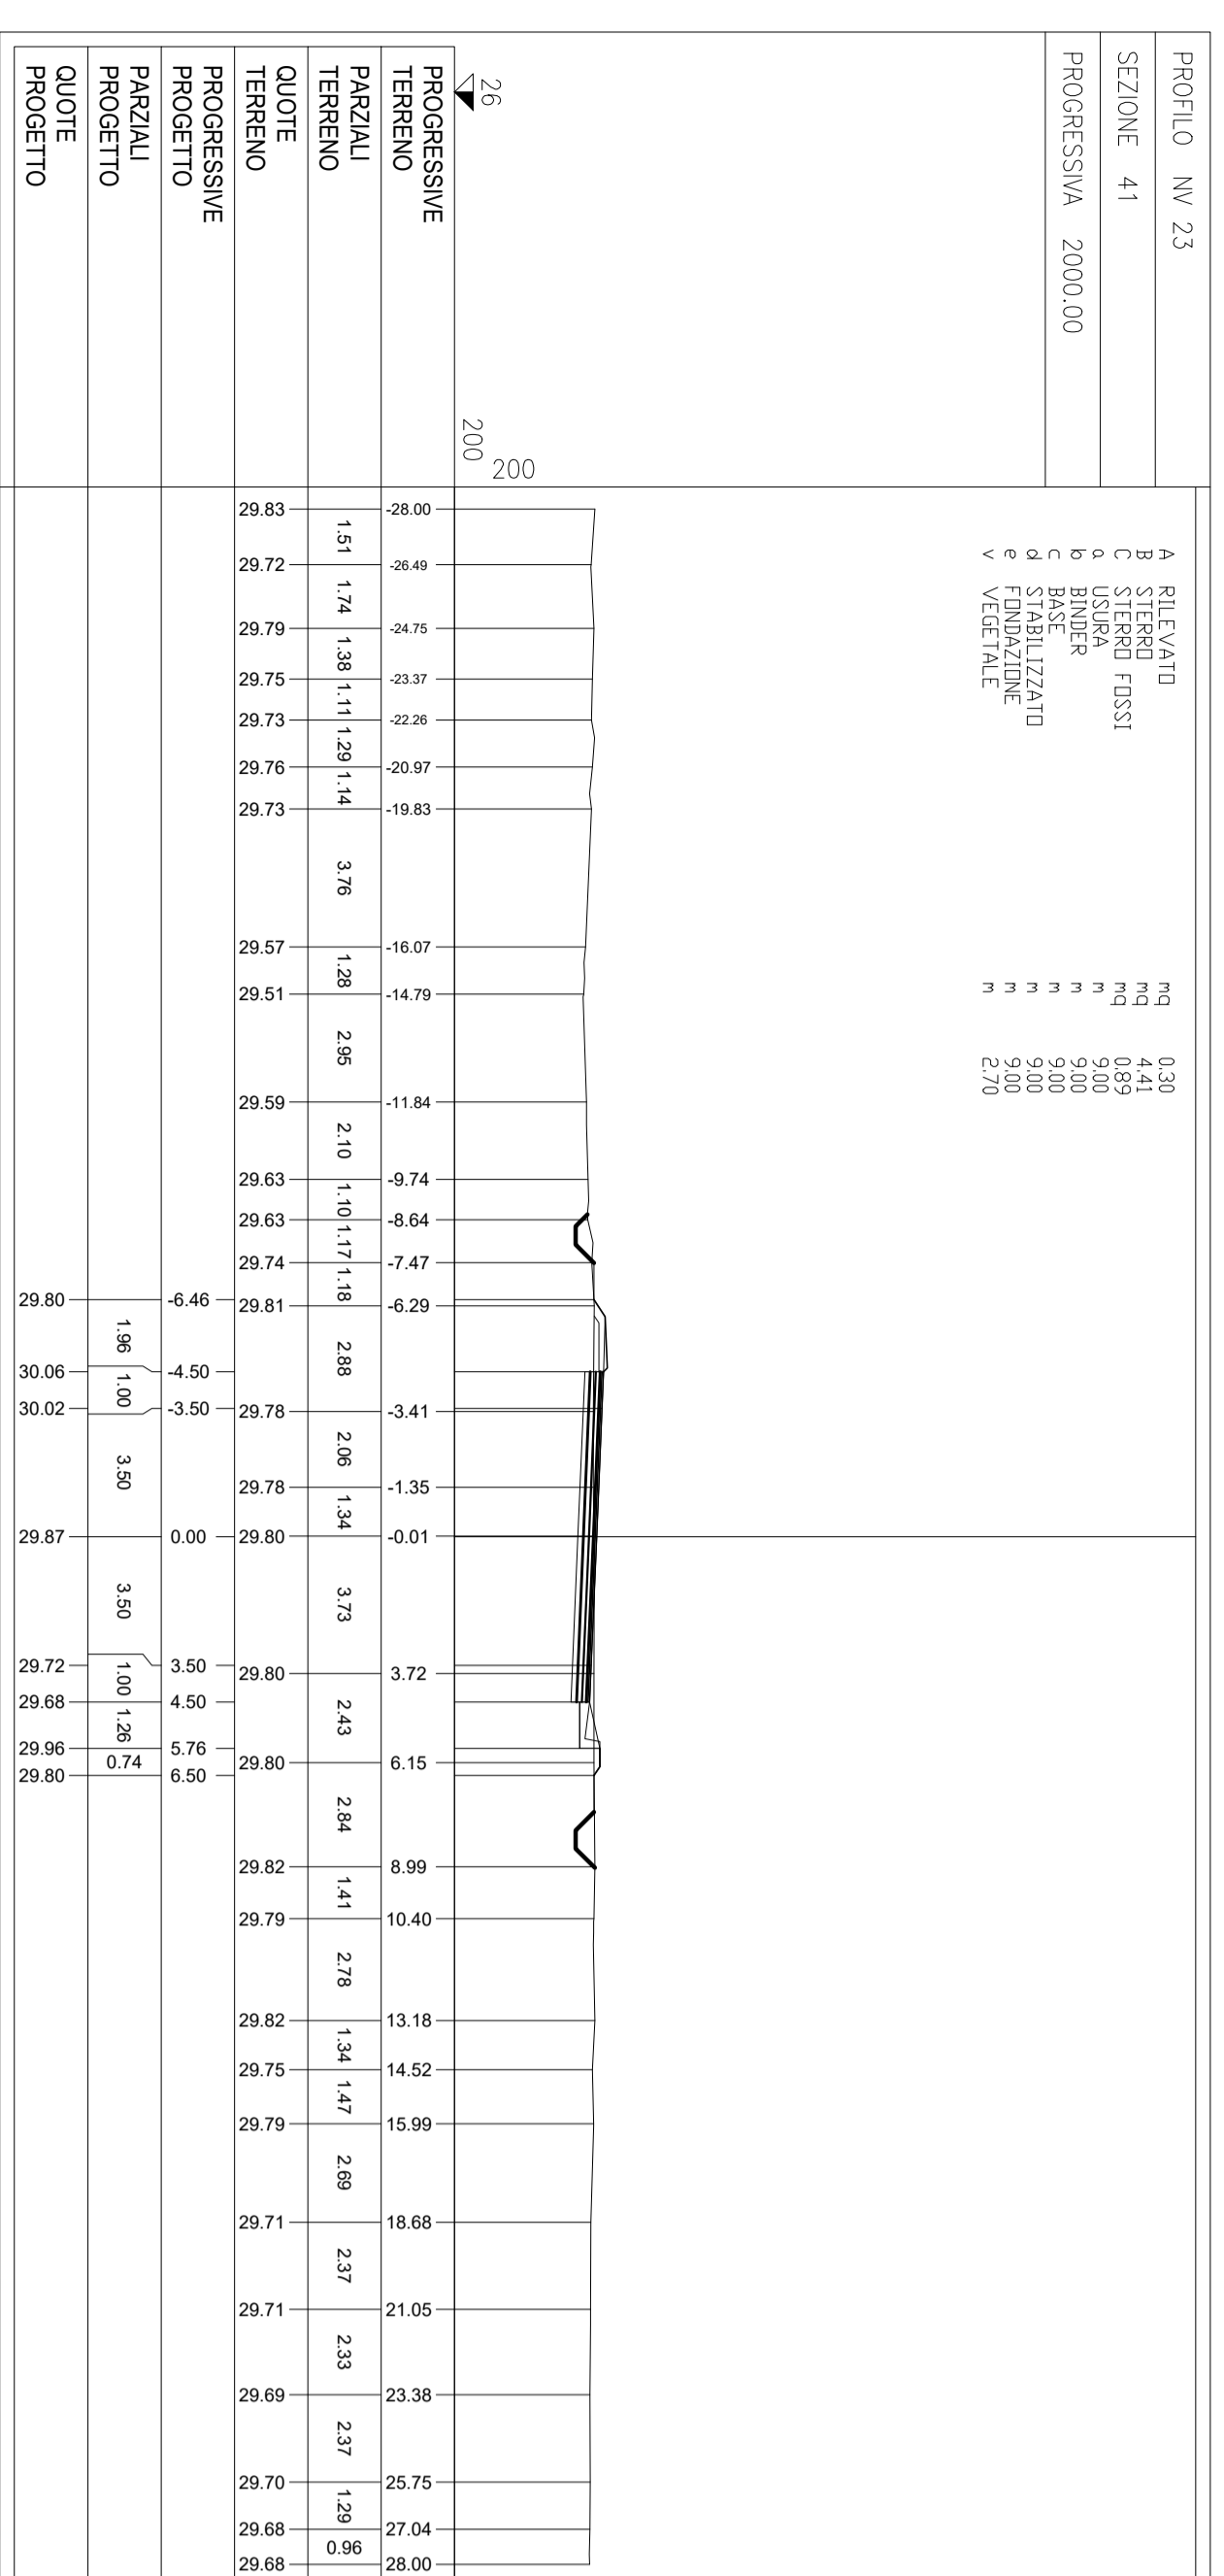 PROFILO NV 23
SEZIONE 41
PROGRESSIVA 2000.00
A RILEVATO mq 0.30
B STERRO mq 4.41
C STERRO FOSSI mq 0.89
a USURA m 9.00
b BINDER m 9.00
c BASE m 9.00
d STABILIZZATO m 9.00
e FONDAZIONE m 9.00
v VEGETALE m 2.70
200
200
26
PROGRESSIVE
TERRENO
-28.00 -26.49 -24.75 -23.37 -22.26 -20.97 -19.83 -16.07 -14.79 -11.84 -9.74 -8.64 -7.47 -6.29 -3.41 -1.35 -0.01 3.72 6.15 8.99 10.40 13.18 14.52 15.99 18.68 21.05 23.38 25.75 27.04 28.00
PARZIALI
TERRENO
1.51 1.74 1.38 1.11 1.29 1.14 3.76 1.28 2.95 2.10 1.10 1.17 1.18 2.88 2.06 1.34 3.73 2.43 2.84 1.41 2.78 1.34 1.47 2.69 2.37 2.33 2.37 1.29 0.96
QUOTE
TERRENO
29.83 29.72 29.79 29.75 29.73 29.76 29.73 29.57 29.51 29.59 29.63 29.63 29.74 29.81 29.78 29.78 29.80 29.80 29.80 29.82 29.79 29.82 29.75 29.79 29.71 29.71 29.69 29.70 29.68 29.68
PROGRESSIVE
PROGETTO
-6.46 -4.50 -3.50 0.00 3.50 4.50 5.76 6.50
PARZIALI
PROGETTO
1.96 1.00 3.50 3.50 1.00 1.26 0.74
QUOTE
PROGETTO
29.80 30.06 30.02 29.87 29.72 29.68 29.96 29.80